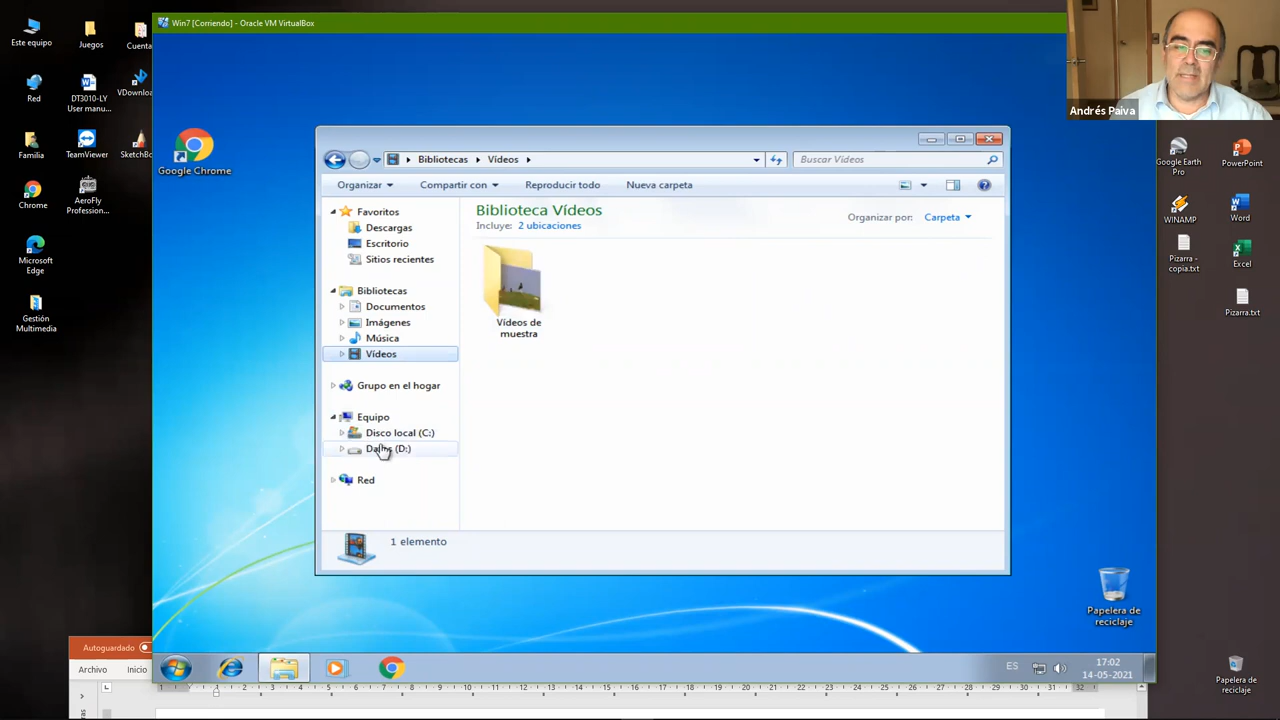 Win7 [Corriendo] - Oracle VM VirtualBox
Este equipo
Juegos
Cuenta
Red
DT3010-LY
User manu...
VDownloa
Familia
TeamViewer
SketchBo
Chrome
AeroFly
Profession...
Microsoft
Edge
Gestión
Multimedia
Google Chrome
Bibliotecas
Vídeos
Buscar Vídeos
Organizar
Compartir con
Reproducir todo
Nueva carpeta
Favoritos
Descargas
Escritorio
Sitios recientes
Bibliotecas
Documentos
Imágenes
Música
Vídeos
Grupo en el hogar
Equipo
Disco local (C:)
(D:)
Red
Biblioteca Vídeos
Incluye: 2 ubicaciones
Organizar por: Carpeta
Vídeos de
muestra
1 elemento
Andrés Paiva
Google Earth
Pro
PowerPoint
WINAMP
Word
Pizarra -
copia.txt
Excel
Pizarra.txt
Papelera de
reciclaje
Papelera de
reciclaje
ES
17:02
14-05-2021
Autoguardado
Archivo
Inicio